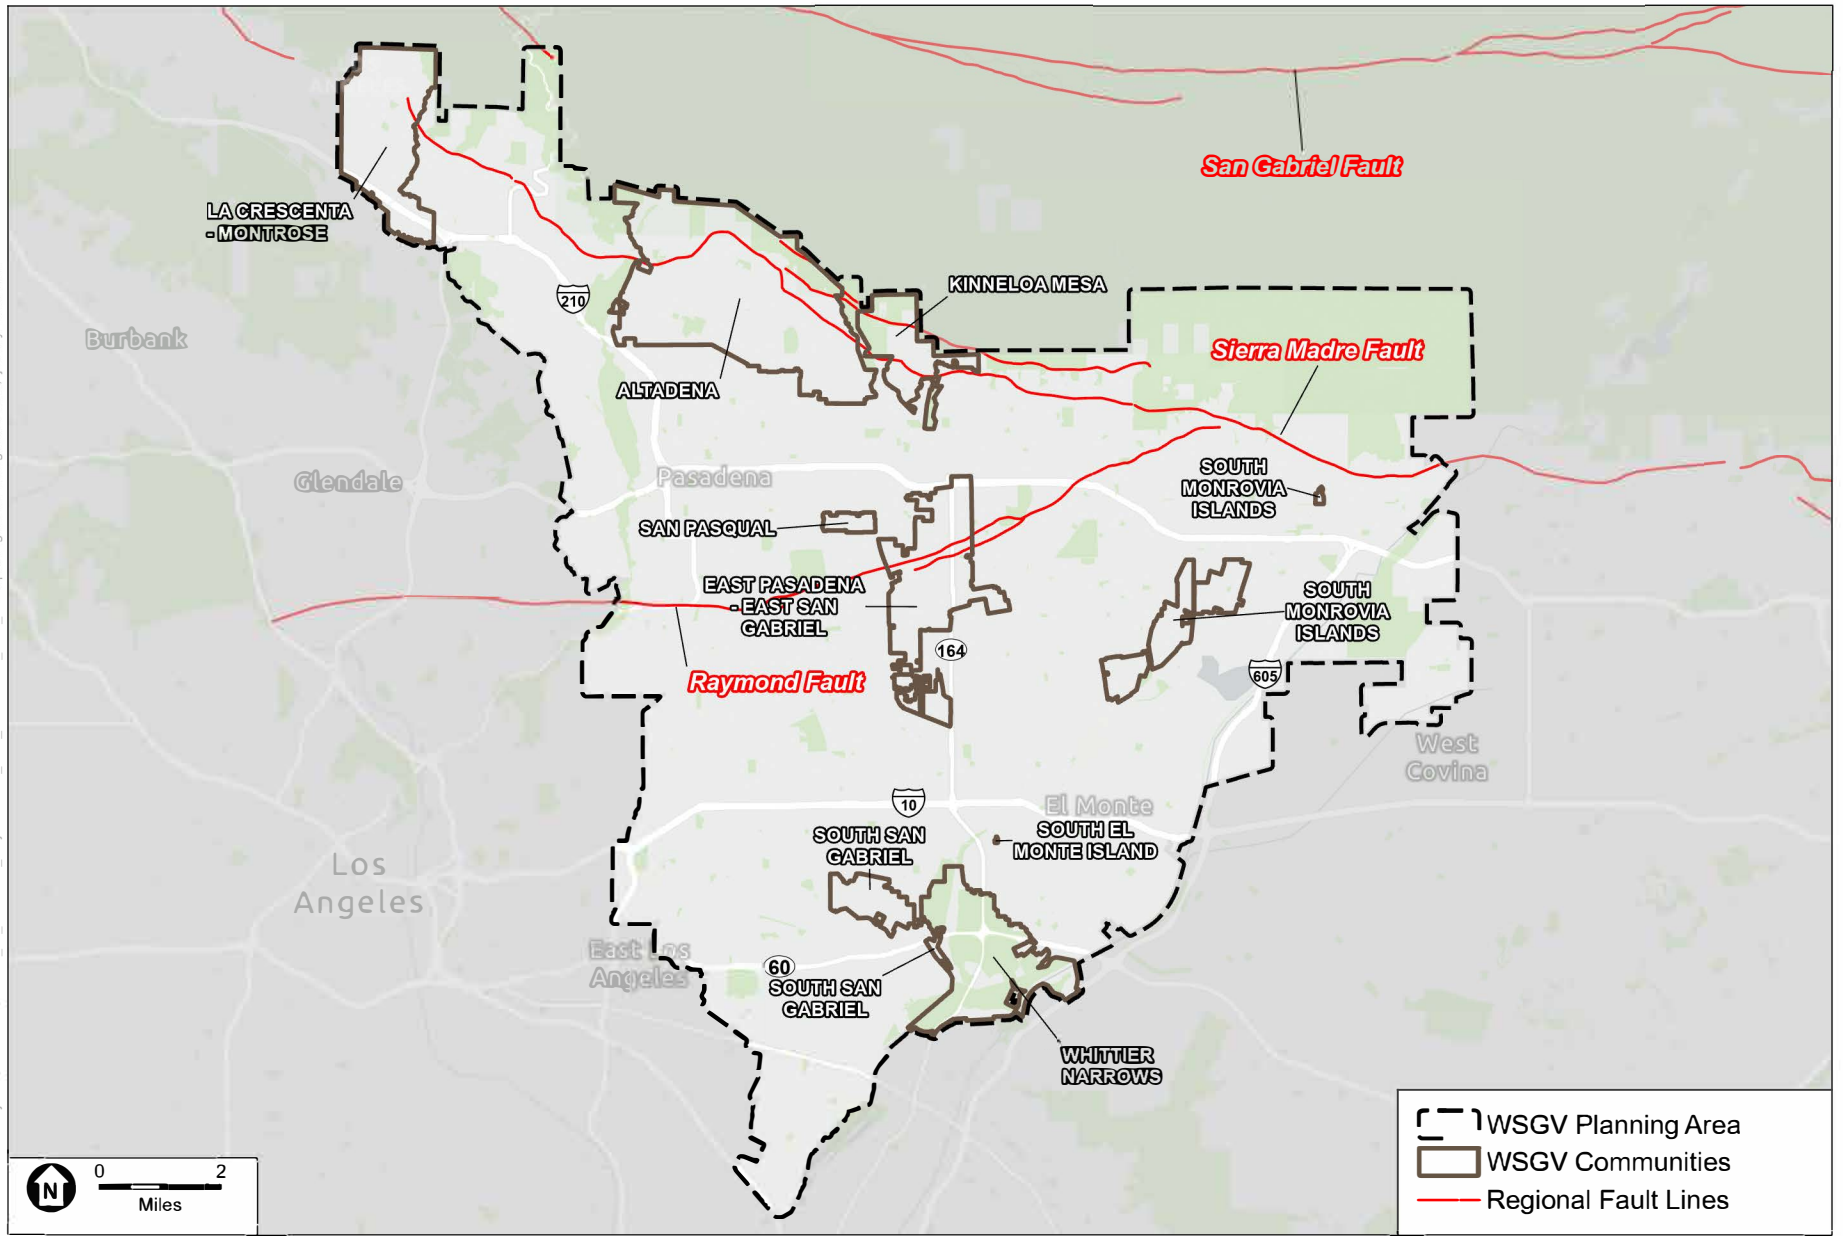 San Gabriel Fault
LA CRESCENTA
- MONTROSE
210
KINNELOA MESA
Burbank
Sierra Madre Fault
ALTADENA
Glendale
Pasadena
SOUTH
MONROVIA
ISLANDS
SAN PASQUAL
EAST PASADENA
- EAST SAN
GABRIEL
SOUTH
MONROVIA
ISLANDS
164
605
Raymond Fault
West
Covina
10
El Monte
SOUTH SAN
GABRIEL
SOUTH EL
MONTE ISLAND
Los
Angeles
East Los
Angeles
60
SOUTH SAN
GABRIEL
WHITTIER
NARROWS
WSGV Planning Area
WSGV Communities
Regional Fault Lines
N
0 2
Miles